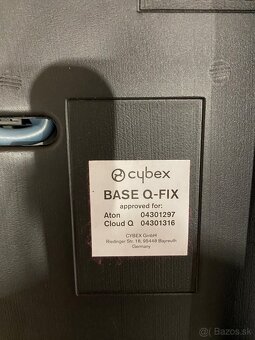 cybex
BASE Q-FIX
approved for:
Aton 04301297
Cloud Q 04301316
CYBEX GmbH
Riedinger Str. 18, 95448 Bayreuth
Germany
Bazos.sk